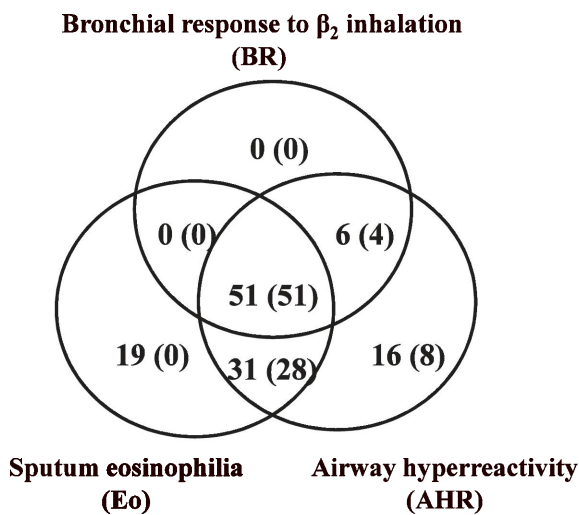 Bronchial response to β₂ inhalation
(BR)
0 (0)
0 (0)
6 (4)
51 (51)
19 (0)
31 (28)
16 (8)
Sputum eosinophilia
(Eo)
Airway hyperreactivity
(AHR)